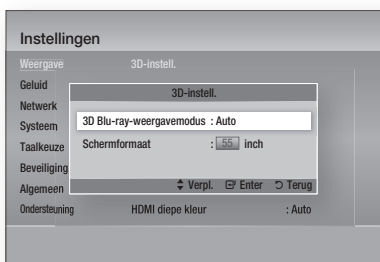 Instellingen
Weergave 3D-instell.
Geluid
3D-instell.
Netwerk
3D Blu-ray-weergavemodus : Auto
Systeem
Taalkeuze
Schermformaat : 55 inch
Beveiliging
Algemeen
Verpl. Enter Terug
Ondersteuning HDMI diepe kleur : Auto